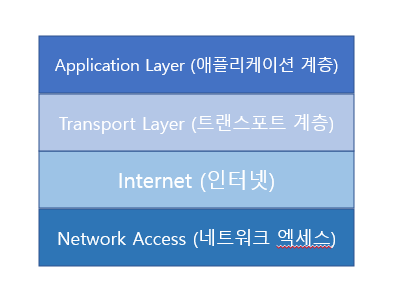 Application Layer (애플리케이션 계층)
Transport Layer (트랜스포트 계층)
Internet (인터넷)
Network Access (네트워크 엑세스)